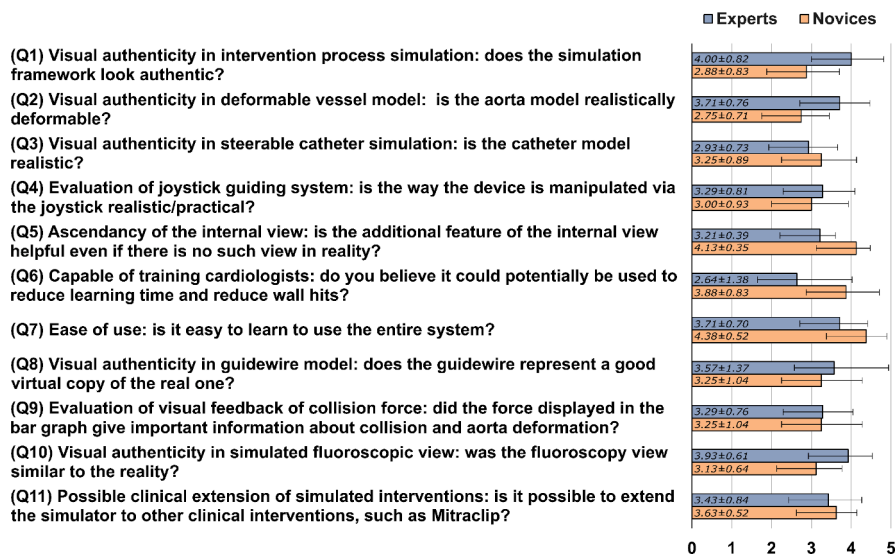 Experts Novices
(Q1) Visual authenticity in intervention process simulation: does the simulation
framework look authentic?
4.00±0.82
2.88±0.83
(Q2) Visual authenticity in deformable vessel model:  is the aorta model realistically
deformable?
3.71±0.76
2.75±0.71
(Q3) Visual authenticity in steerable catheter simulation: is the catheter model
realistic?
2.93±0.73
3.25±0.89
(Q4) Evaluation of joystick guiding system: is the way the device is manipulated via
the joystick realistic/practical?
3.29±0.81
3.00±0.93
(Q5) Ascendancy of the internal view: is the additional feature of the internal view
helpful even if there is no such view in reality?
3.21±0.39
4.13±0.35
(Q6) Capable of training cardiologists: do you believe it could potentially be used to
reduce learning time and reduce wall hits?
2.64±1.38
3.88±0.83
(Q7) Ease of use: is it easy to learn to use the entire system?
3.71±0.70
4.38±0.52
(Q8) Visual authenticity in guidewire model: does the guidewire represent a good
virtual copy of the real one?
3.57±1.37
3.25±1.04
(Q9) Evaluation of visual feedback of collision force: did the force displayed in the
bar graph give important information about collision and aorta deformation?
3.29±0.76
3.25±1.04
(Q10) Visual authenticity in simulated fluoroscopic view: was the fluoroscopy view
similar to the reality?
3.93±0.61
3.13±0.64
(Q11) Possible clinical extension of simulated interventions: is it possible to extend
the simulator to other clinical interventions, such as Mitraclip?
3.43±0.84
3.63±0.52
0 1 2 3 4 5